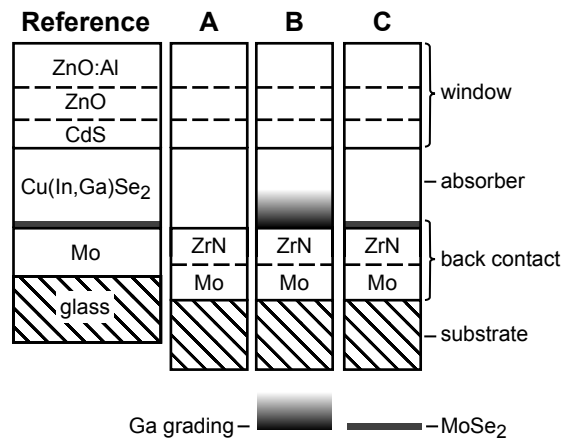 Reference A B C
ZnO:Al
ZnO
CdS
window
Cu(In,Ga)Se2
absorber
ZrN ZrN ZrN
Mo
back contact
Mo Mo Mo
glass
substrate
Ga grading
MoSe2